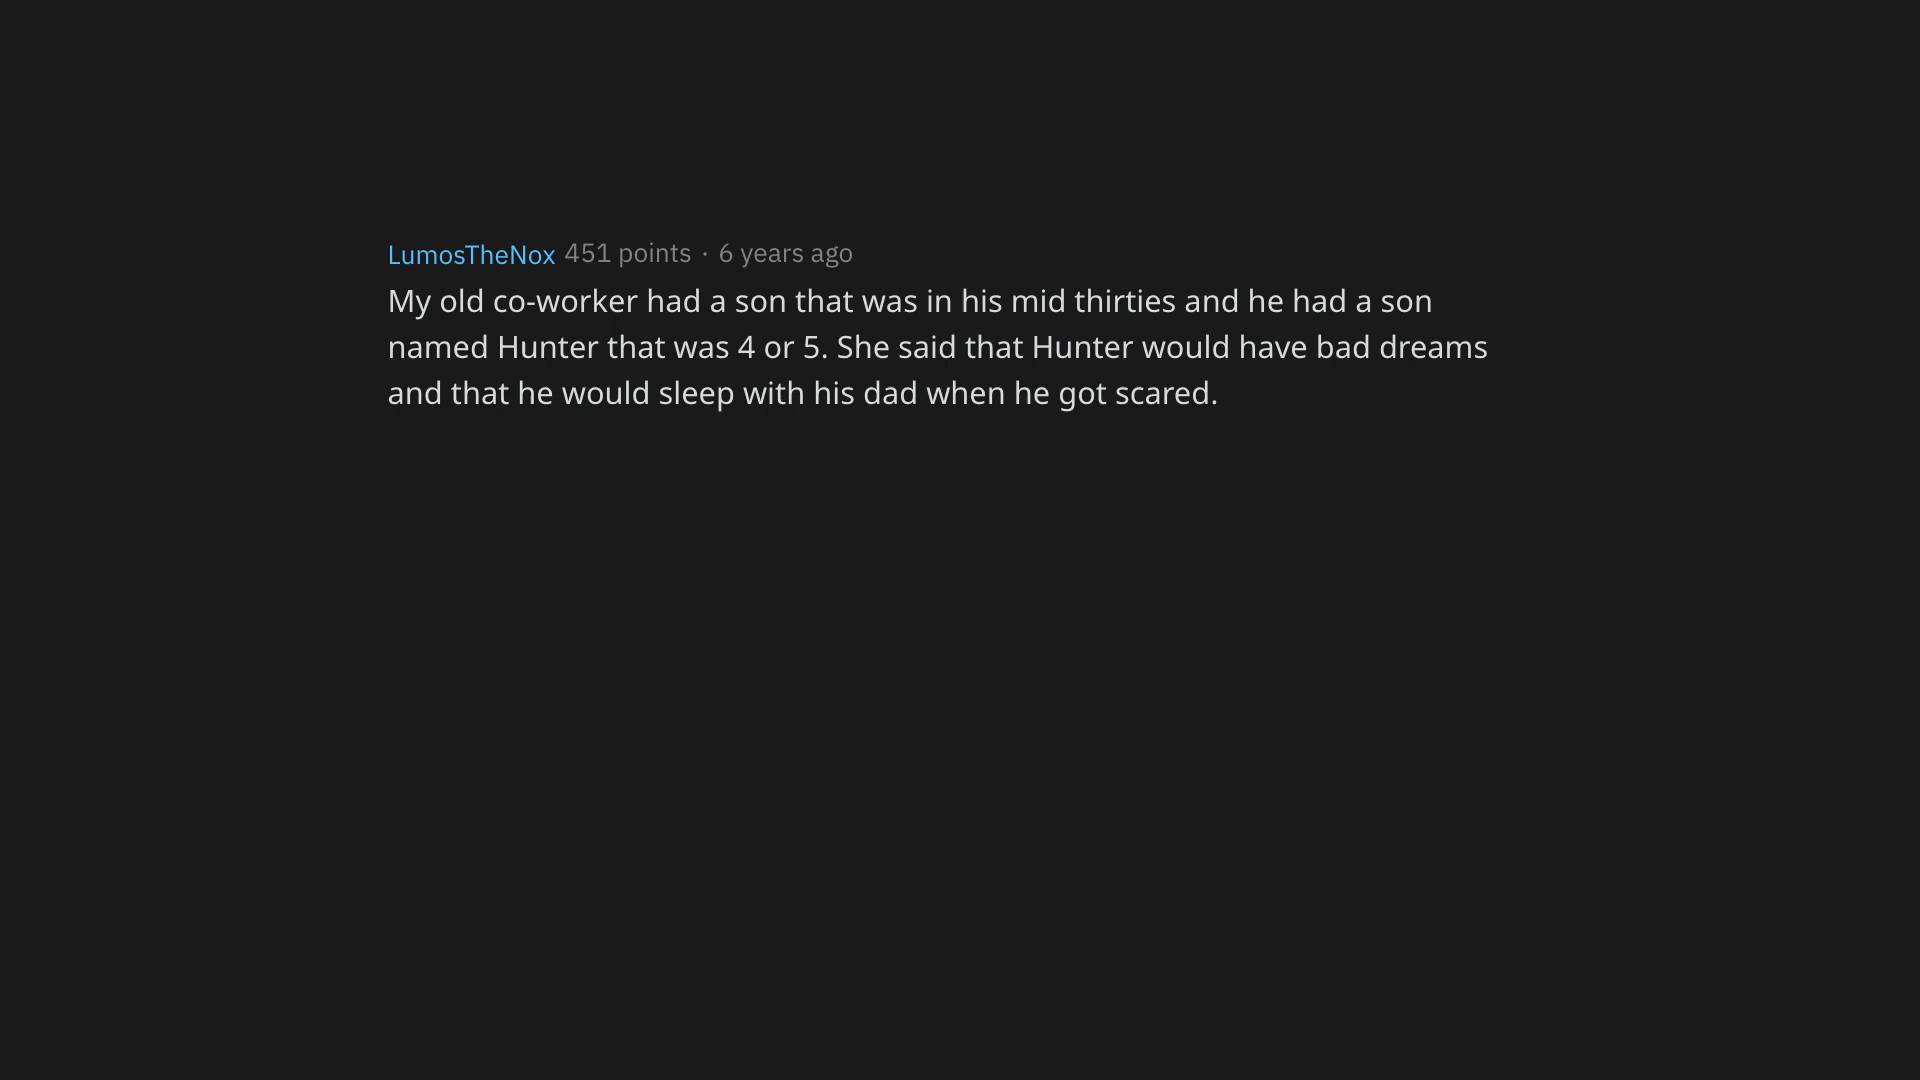 LumosTheNox 451 points · 6 years ago
My old co-worker had a son that was in his mid thirties and he had a son
named Hunter that was 4 or 5. She said that Hunter would have bad dreams
and that he would sleep with his dad when he got scared.